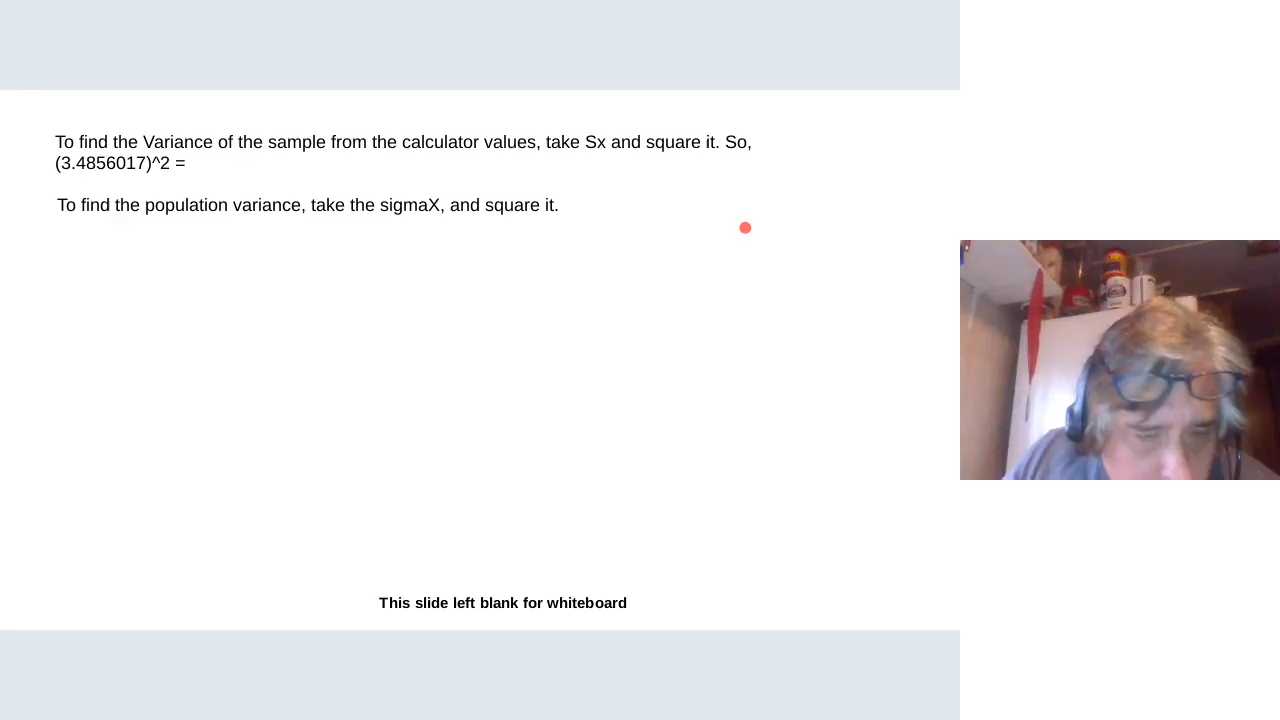 To find the Variance of the sample from the calculator values, take Sx and square it. So,
(3.4856017)^2 =
To find the population variance, take the sigmaX, and square it.
This slide left blank for whiteboard